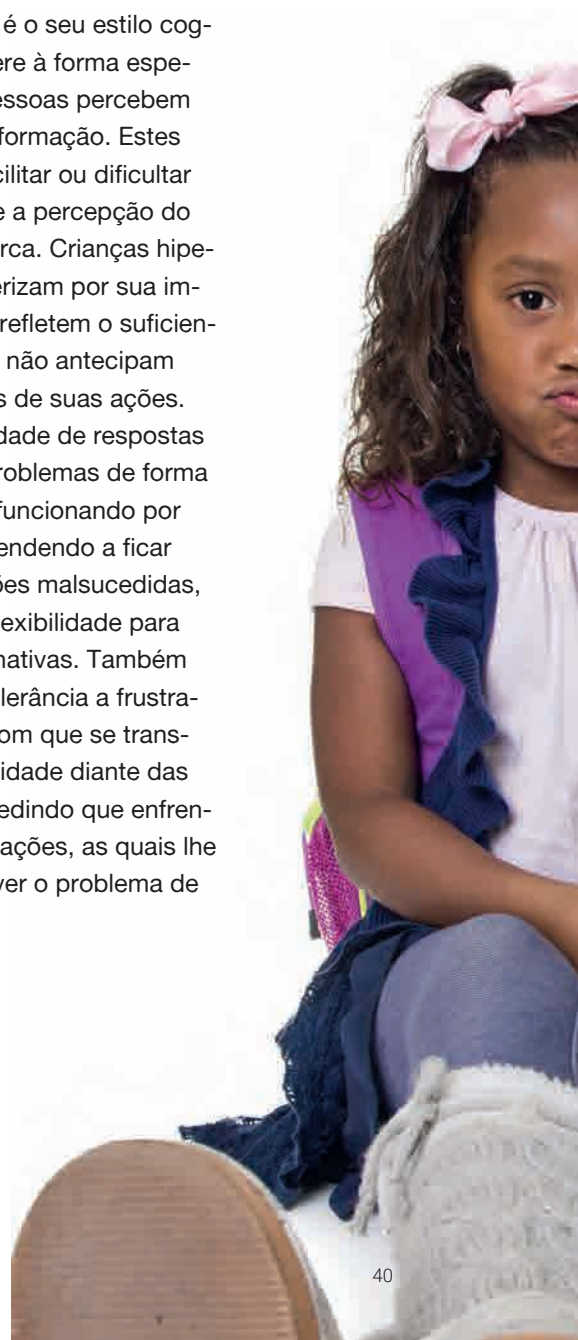 é o seu estilo cog-
ere à forma espe-
essoas percebem
formação. Estes
cilitar ou dificultar
e a percepção do
rca. Crianças hipe-
erizam por sua im-
refletem o suficien-
não antecipam
s de suas ações.
dade de respostas
roblemas de forma
funcionando por
endendo a ficar
ões malsucedidas,
exibilidade para
nativas. Também
lerância a frustra-
om que se trans-
idade diante das
edindo que enfren-
ações, as quais lhe
ver o problema de
40